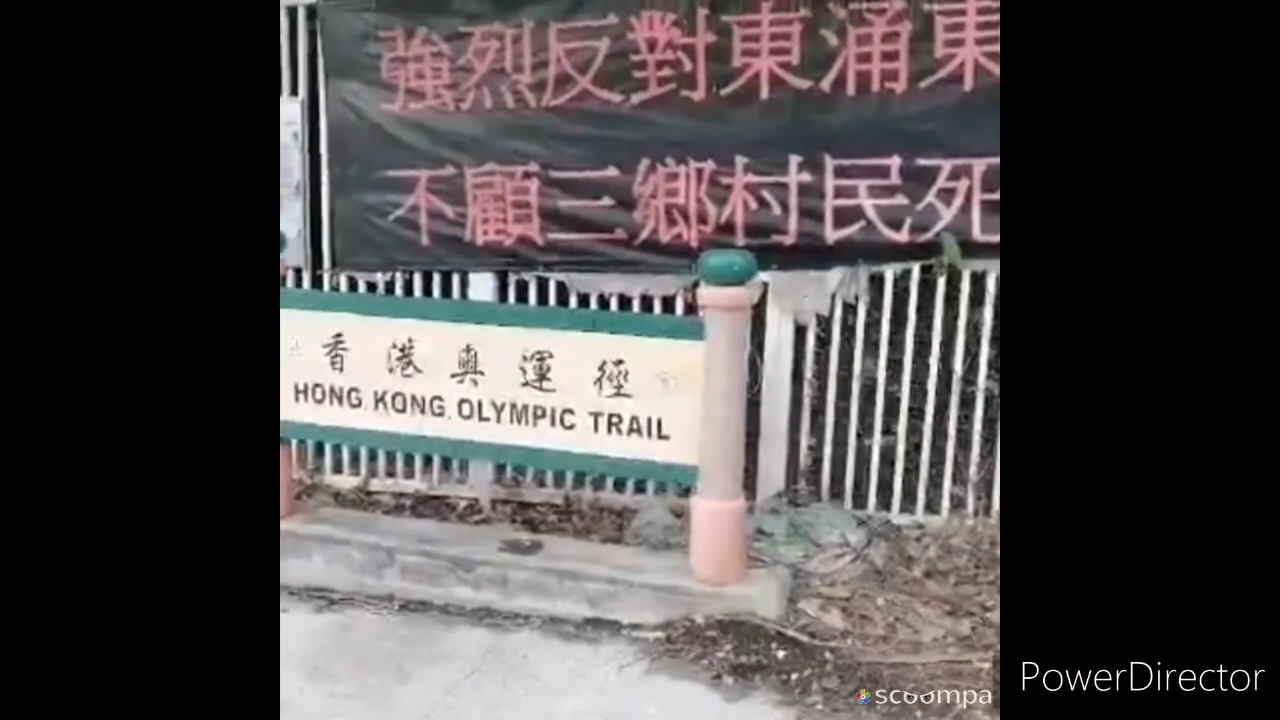 強烈反對東涌東
不顧三鄉村民死
香港奧運徑
HONG KONG OLYMPIC TRAIL
scoompa
PowerDirector